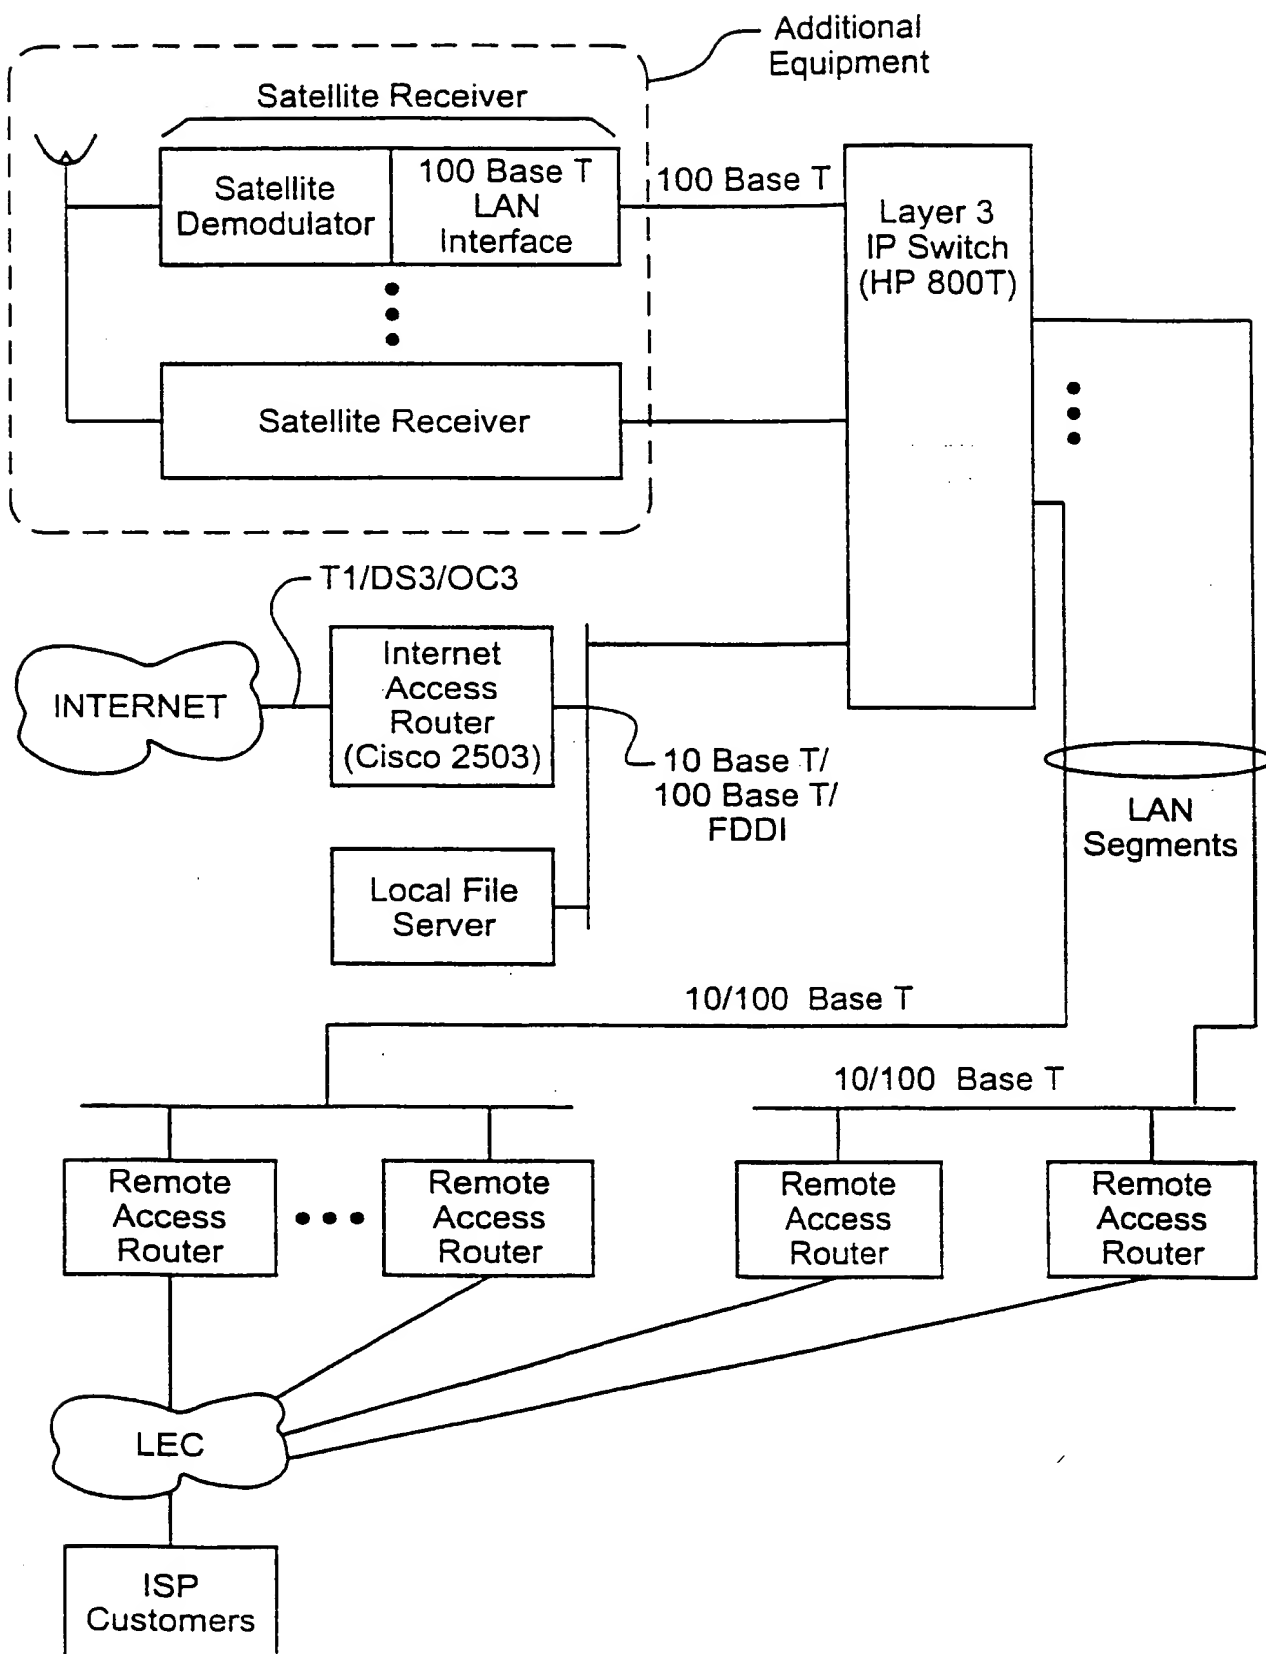 Additional
Equipment
Satellite Receiver
Satellite
Demodulator
100 Base T
LAN
Interface
100 Base T
Layer 3
IP Switch
(HP 800T)
Satellite Receiver
T1/DS3/OC3
INTERNET
Internet
Access
Router
(Cisco 2503)
10 Base T/
100 Base T/
FDDI
LAN
Segments
Local File
Server
10/100 Base T
10/100 Base T
Remote
Access
Router
Remote
Access
Router
Remote
Access
Router
Remote
Access
Router
LEC
ISP
Customers